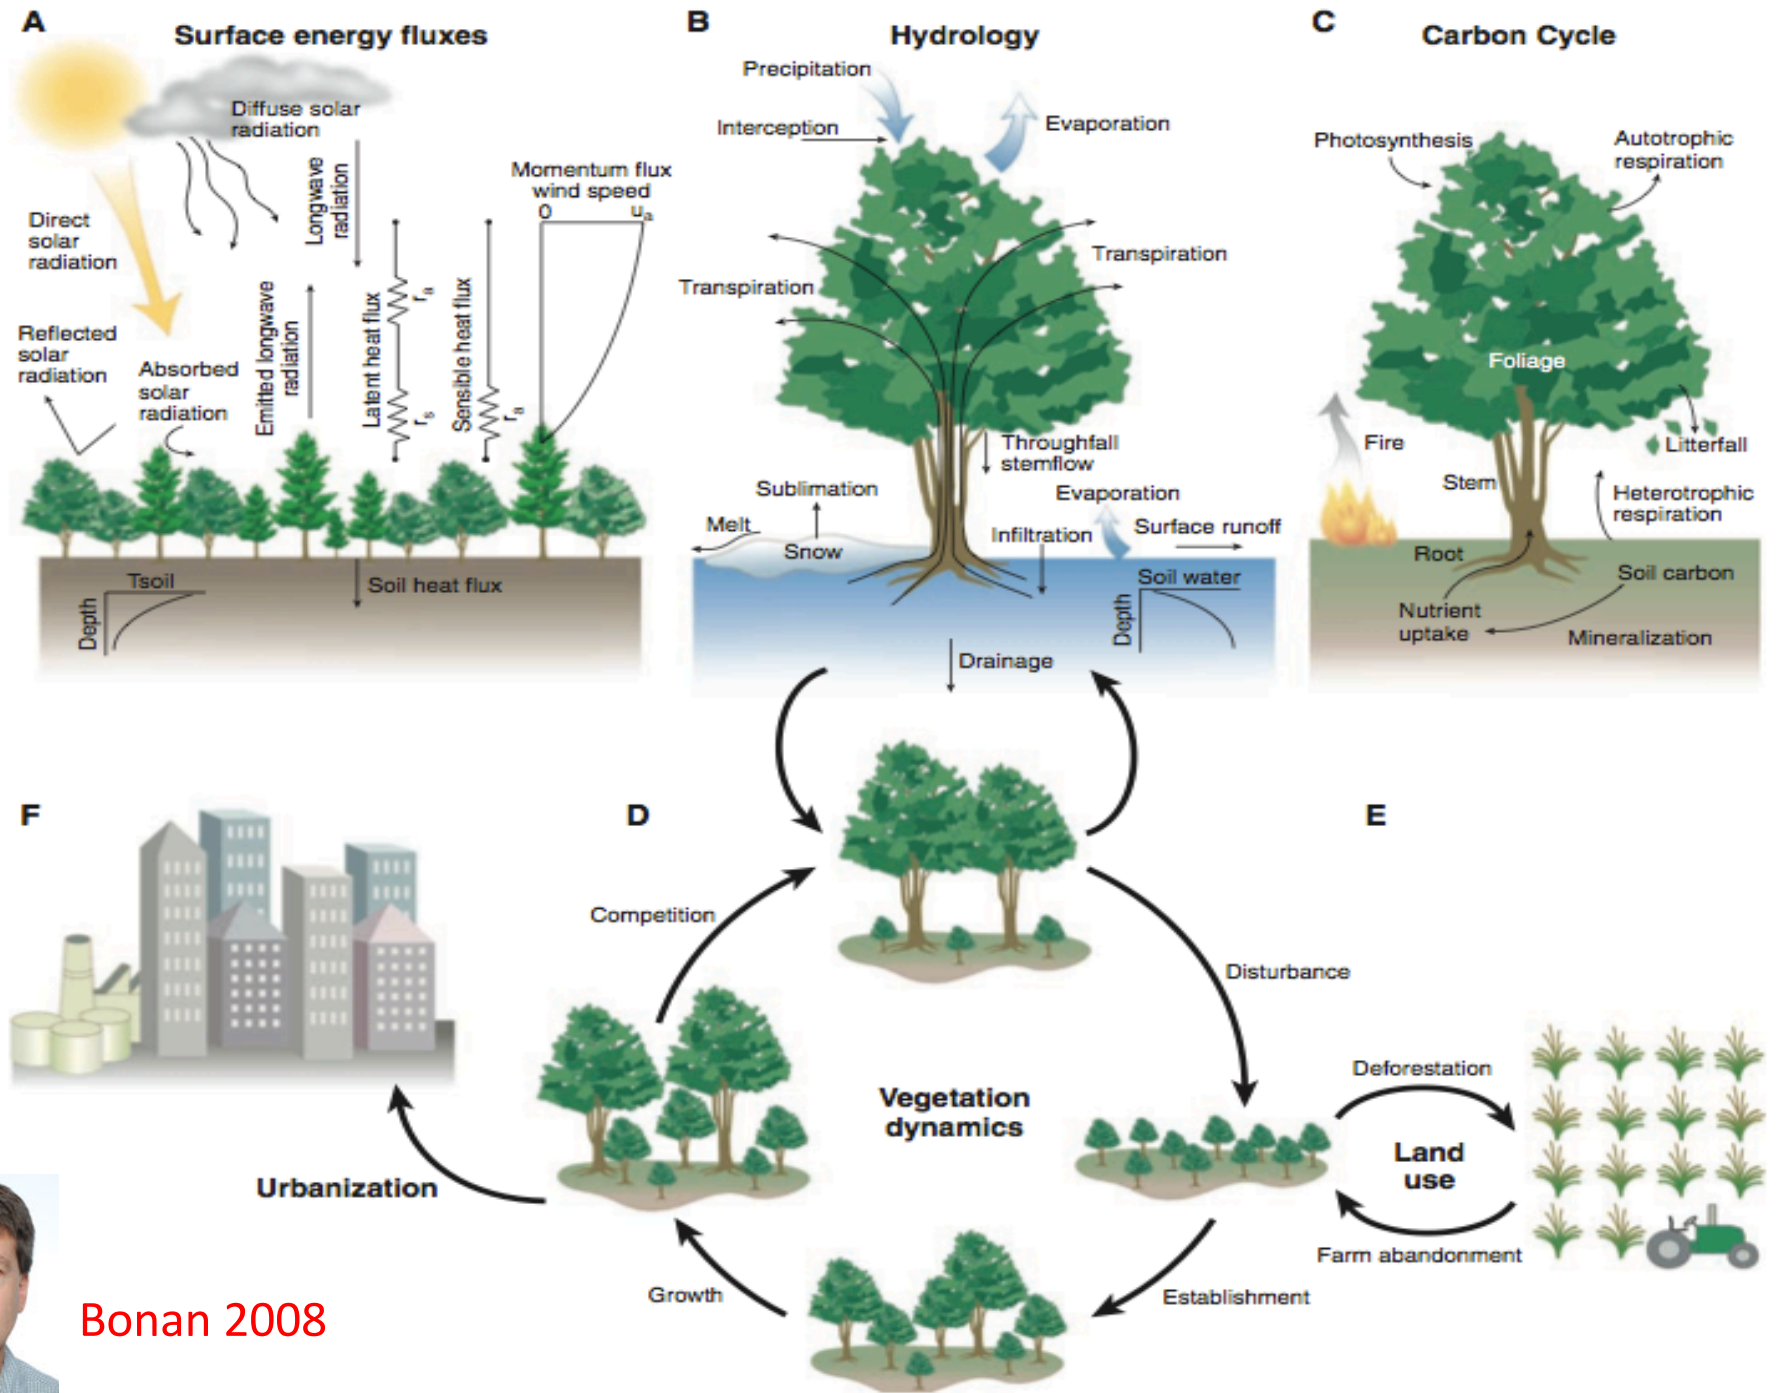 A
Surface energy fluxes
Diffuse solar
radiation
Direct
solar
radiation
Reflected
solar
radiation
Absorbed
solar
radiation
Longwave
radiation
Emitted longwave
radiation
Latent heat flux
ra
rs
Sensible heat flux
ra
Momentum flux
wind speed
0
ua
Tsoil
Depth
Soil heat flux
B
Hydrology
Precipitation
Interception
Evaporation
Transpiration
Transpiration
Throughfall
stemflow
Sublimation
Evaporation
Melt
Snow
Infiltration
Surface runoff
Soil water
Depth
Drainage
C
Carbon Cycle
Photosynthesis
Autotrophic
respiration
Foliage
Fire
Litterfall
Stem
Heterotrophic
respiration
Root
Soil carbon
Nutrient
uptake
Mineralization
F
D
E
Competition
Disturbance
Vegetation
dynamics
Deforestation
Land
use
Farm abandonment
Urbanization
Growth
Establishment
Bonan 2008